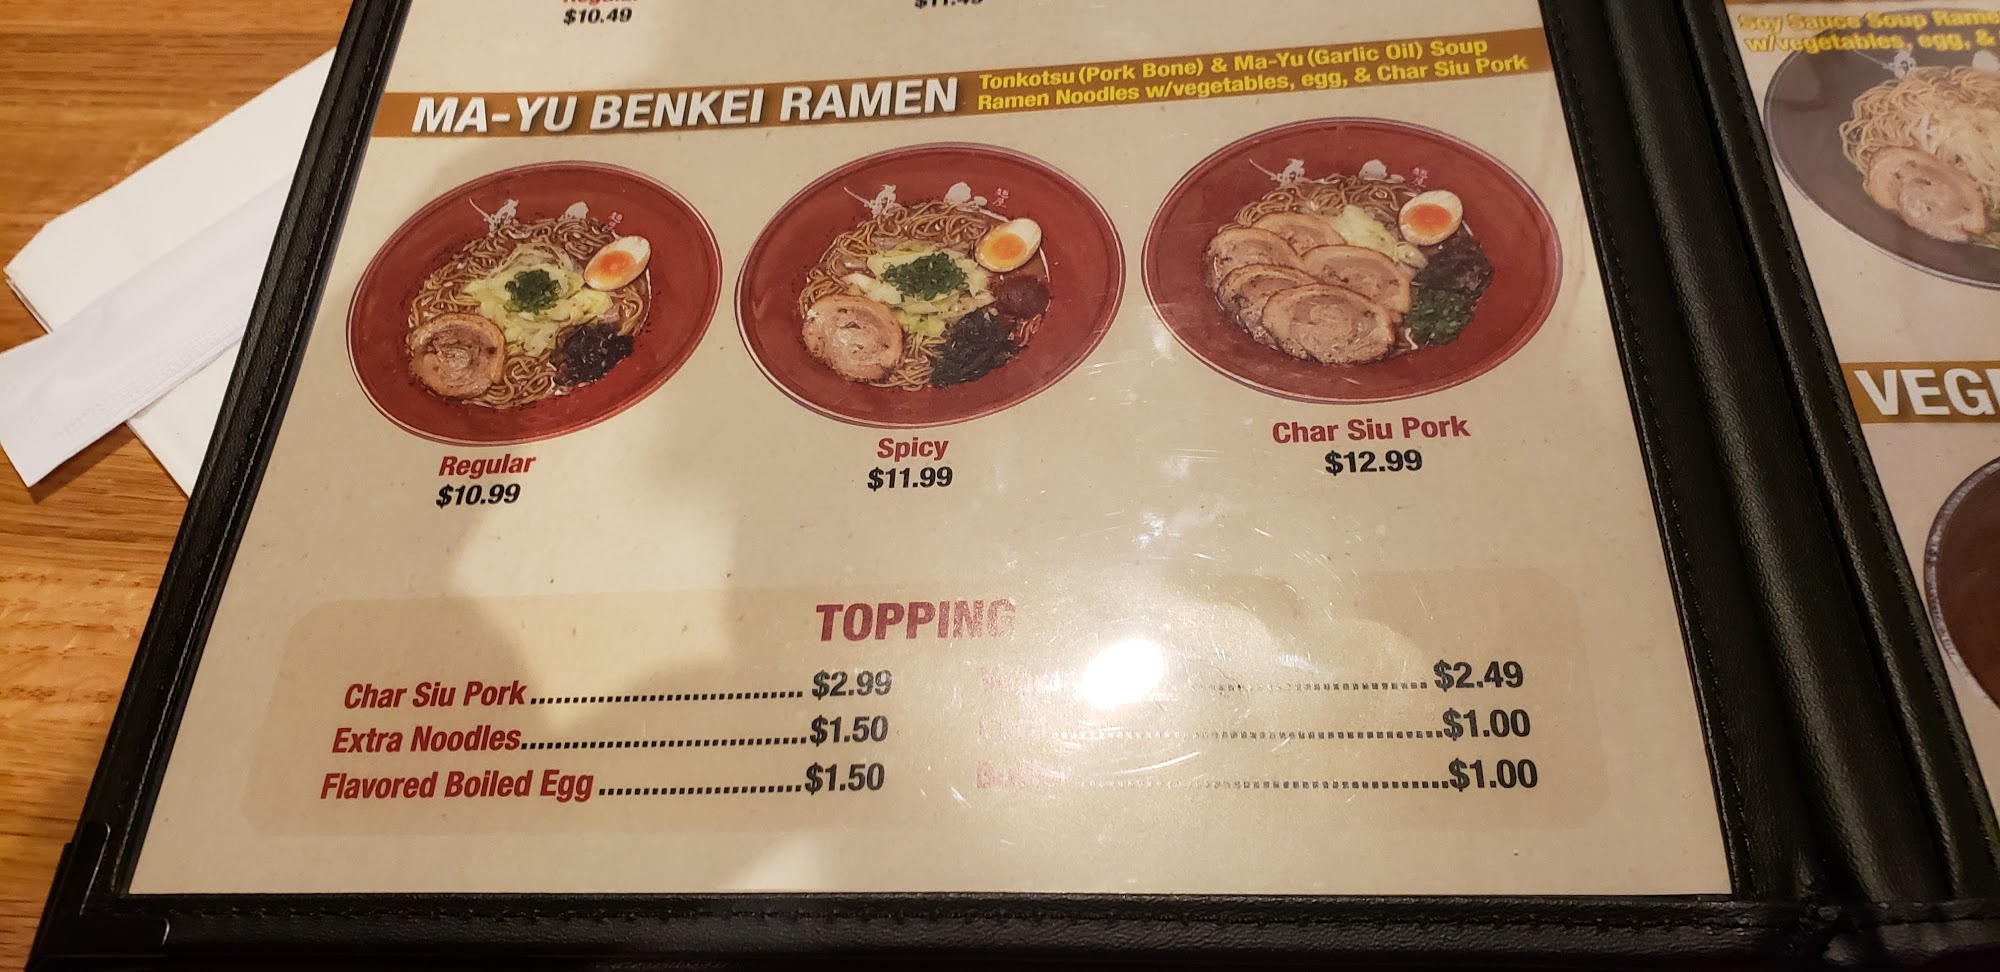 $10.49
MA-YU BENKEI RAMEN
Tonkotsu (Pork Bone) & Ma-Yu (Garlic Oil) Soup
Ramen Noodles w/vegetables, egg, & Char Siu Pork
Regular
$10.99
Spicy
$11.99
Char Siu Pork
$12.99
TOPPING
Char Siu Pork.................................$2.99
Extra Noodles..................................$1.50
Flavored Boiled Egg.........................$1.50
$2.49
$1.00
$1.00
Soy Sauce Soup
w/vegetables, egg, &